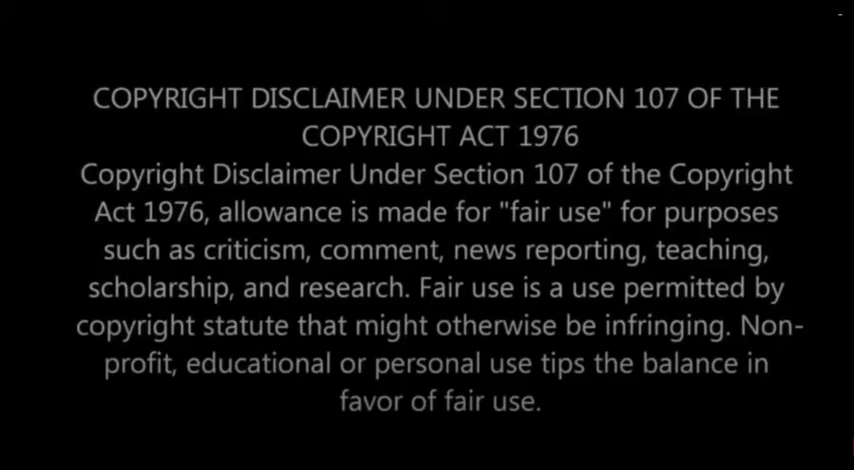 COPYRIGHT DISCLAIMER UNDER SECTION 107 OF THE
COPYRIGHT ACT 1976
Copyright Disclaimer Under Section 107 of the Copyright
Act 1976, allowance is made for "fair use" for purposes
such as criticism, comment, news reporting, teaching,
scholarship, and research. Fair use is a use permitted by
copyright statute that might otherwise be infringing. Non-
profit, educational or personal use tips the balance in
favor of fair use.